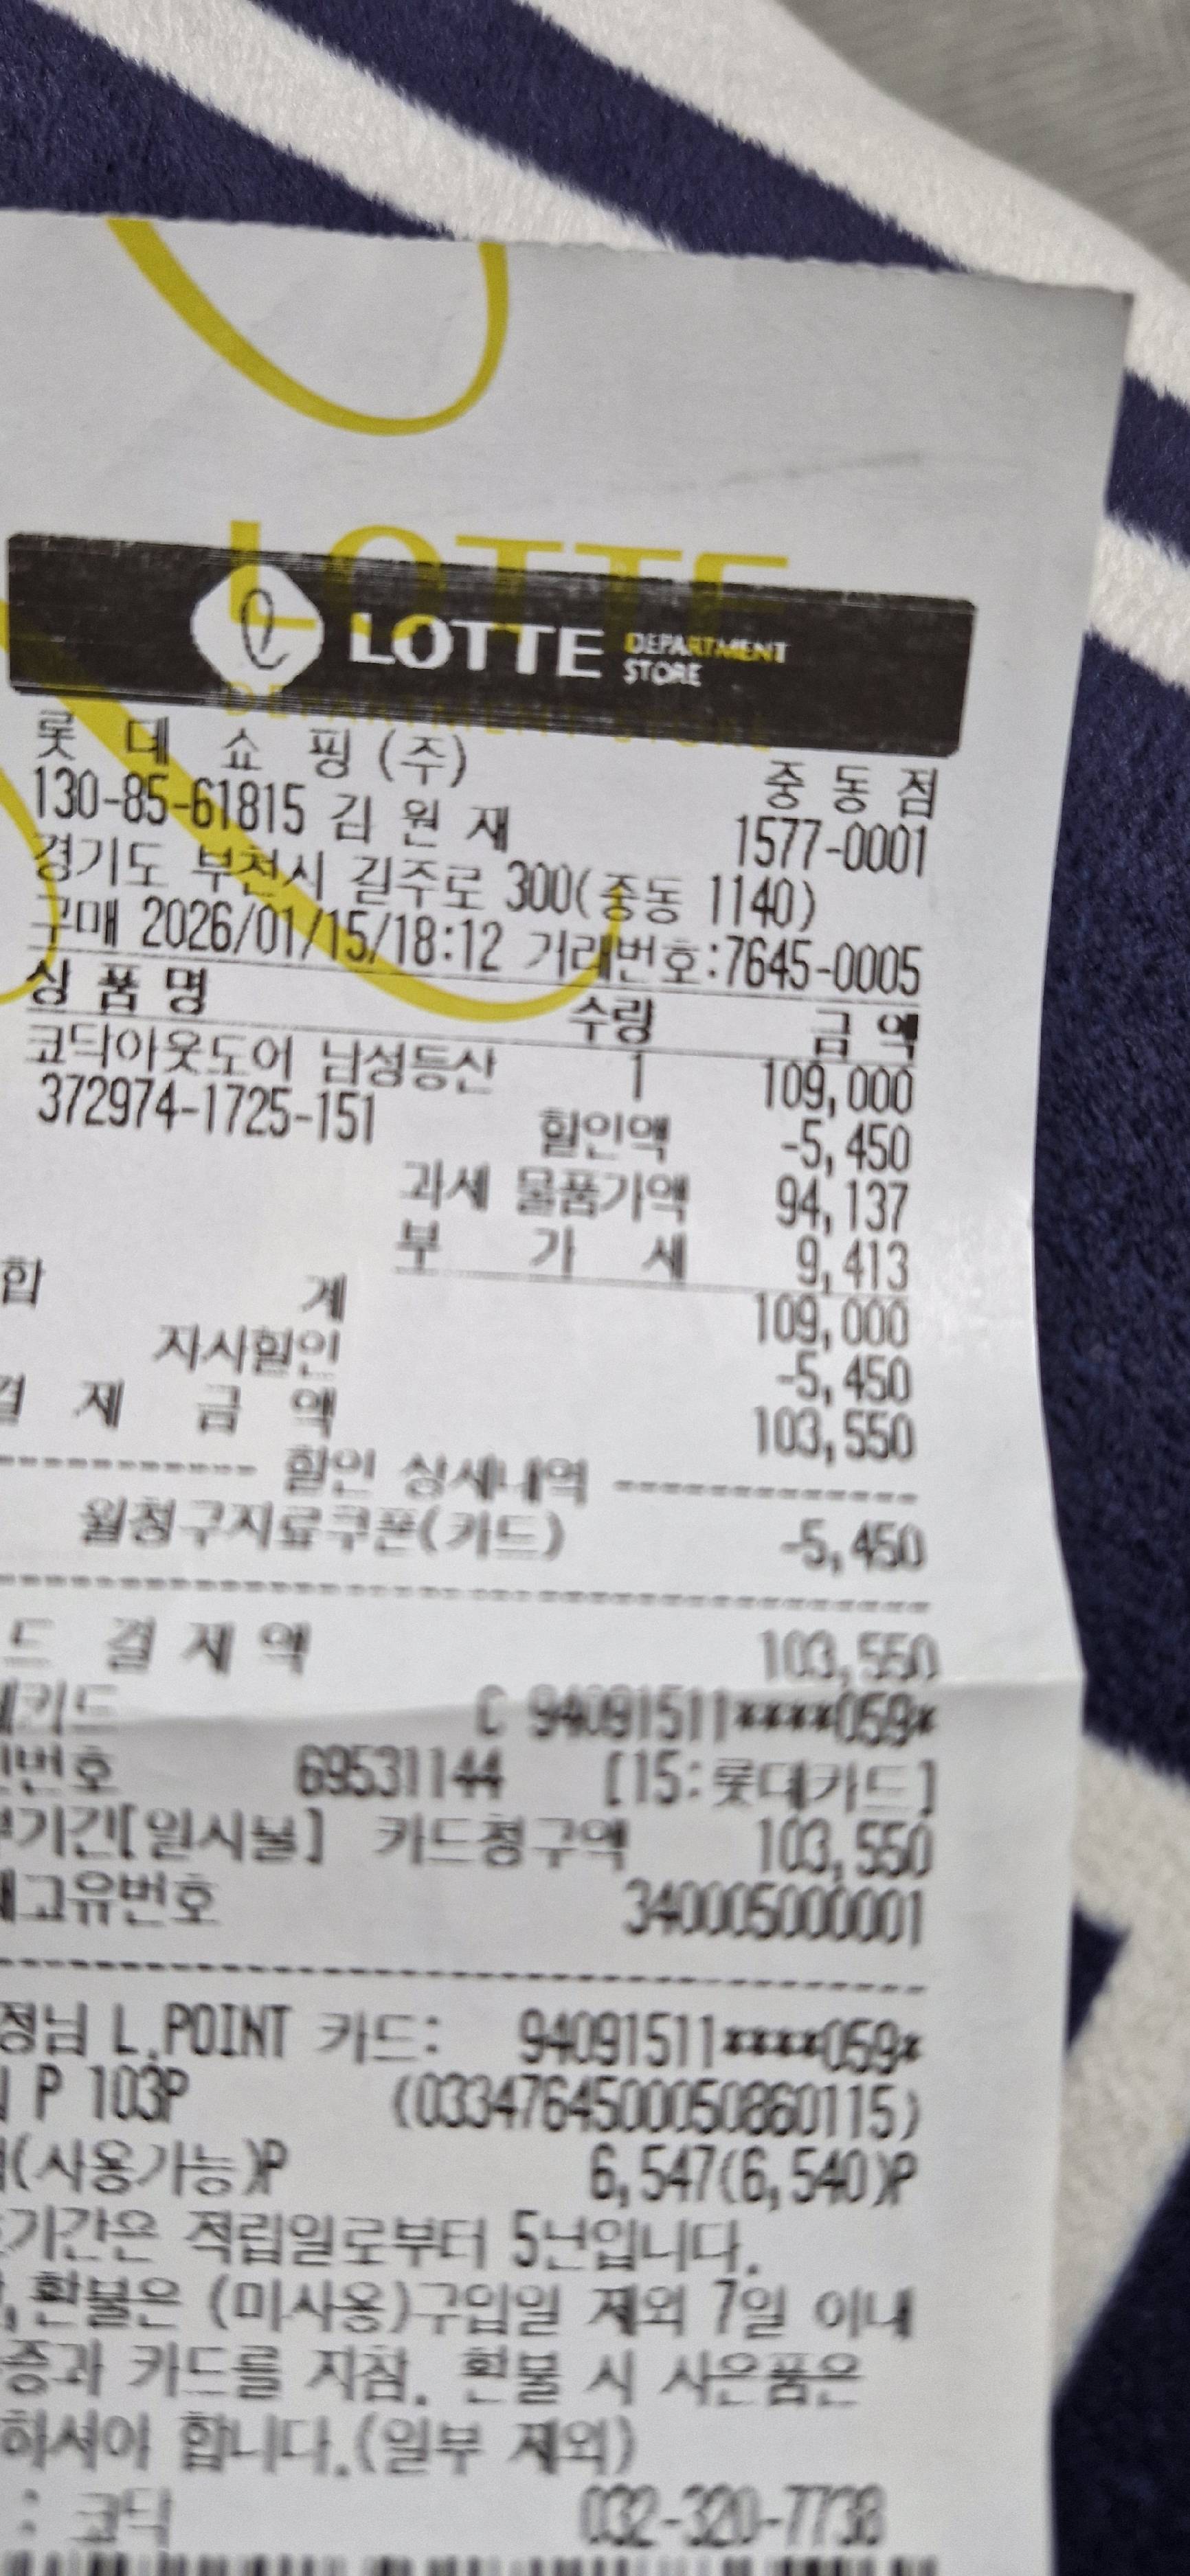 LOTTE
LOTTE DEPARTMENT STORE
롯 데 쇼 핑 (주) 중 동 점
130-85-61815 김 원 재 1577-0001
경기도 부천시 길주로 300(중동 1140)
구매 2026/01/15/18:12 거래번호:7645-0005
상 품 명 수량 금 액
코닥아웃도어 남성등산 1 109,000
372974-1725-151 할인액 -5,450
과세 물품가액 94,137
부 가 세 9,413
합 계 109,000
자사할인 -5,450
결 제 금 액 103,550
할인 상세내역
월청구지료쿠폰(카드) -5,450
드 결 제 액 103,550
카드 C 94091511****059*
번호 69531144 [15:롯데카드]
기간[일시불] 카드청구액 103,550
고유번호 340005000001
정님 L.POINT 카드: 94091511****059*
P 103P (0334764500050860115)
(사용가능)P 6,547(6,540)P
기간은 적립일로부터 5년입니다.
,환불은 (미사용)구입일 제외 7일 이내
증과 카드를 지참. 환불 시 사은품은
하셔야 합니다.(일부 제외)
: 코닥 032-320-7738